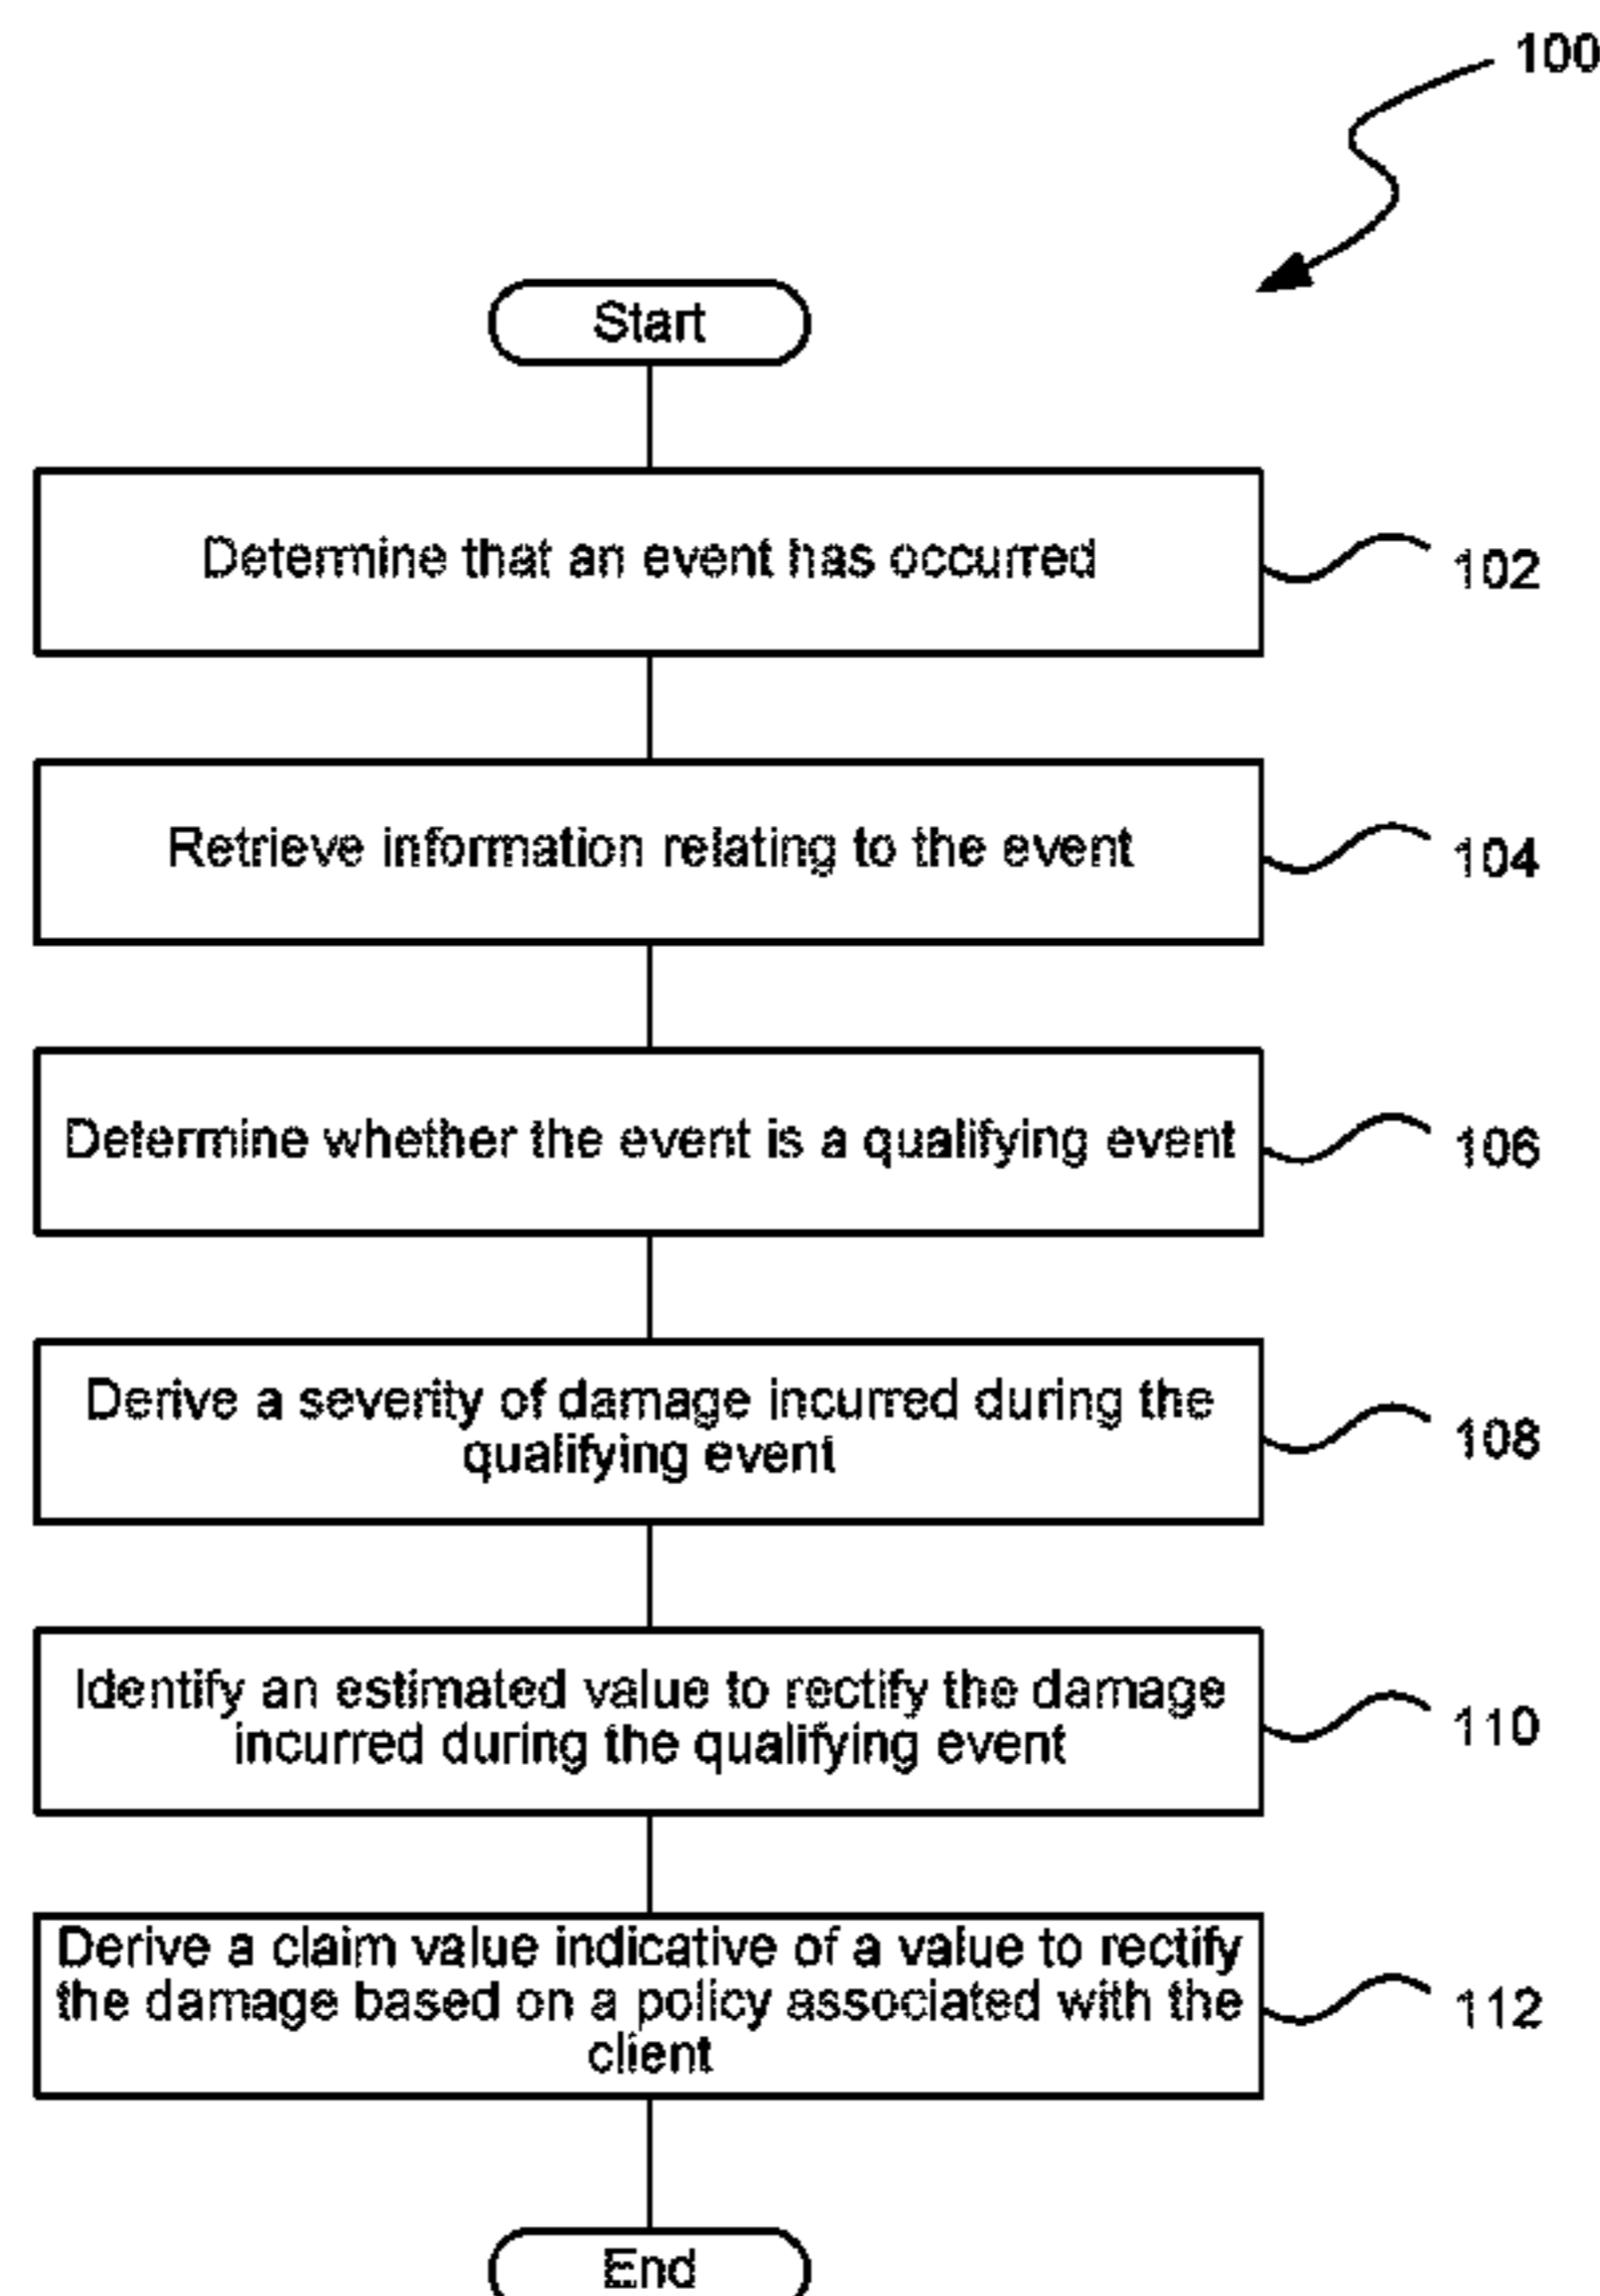 100
Start
Determine that an event has occurred
102
Retrieve information relating to the event
104
Determine whether the event is a qualifying event
106
Derive a severity of damage incurred during the
qualifying event
108
Identify an estimated value to rectify the damage
incurred during the qualifying event
110
Derive a claim value indicative of a value to rectify
the damage based on a policy associated with the
client
112
End